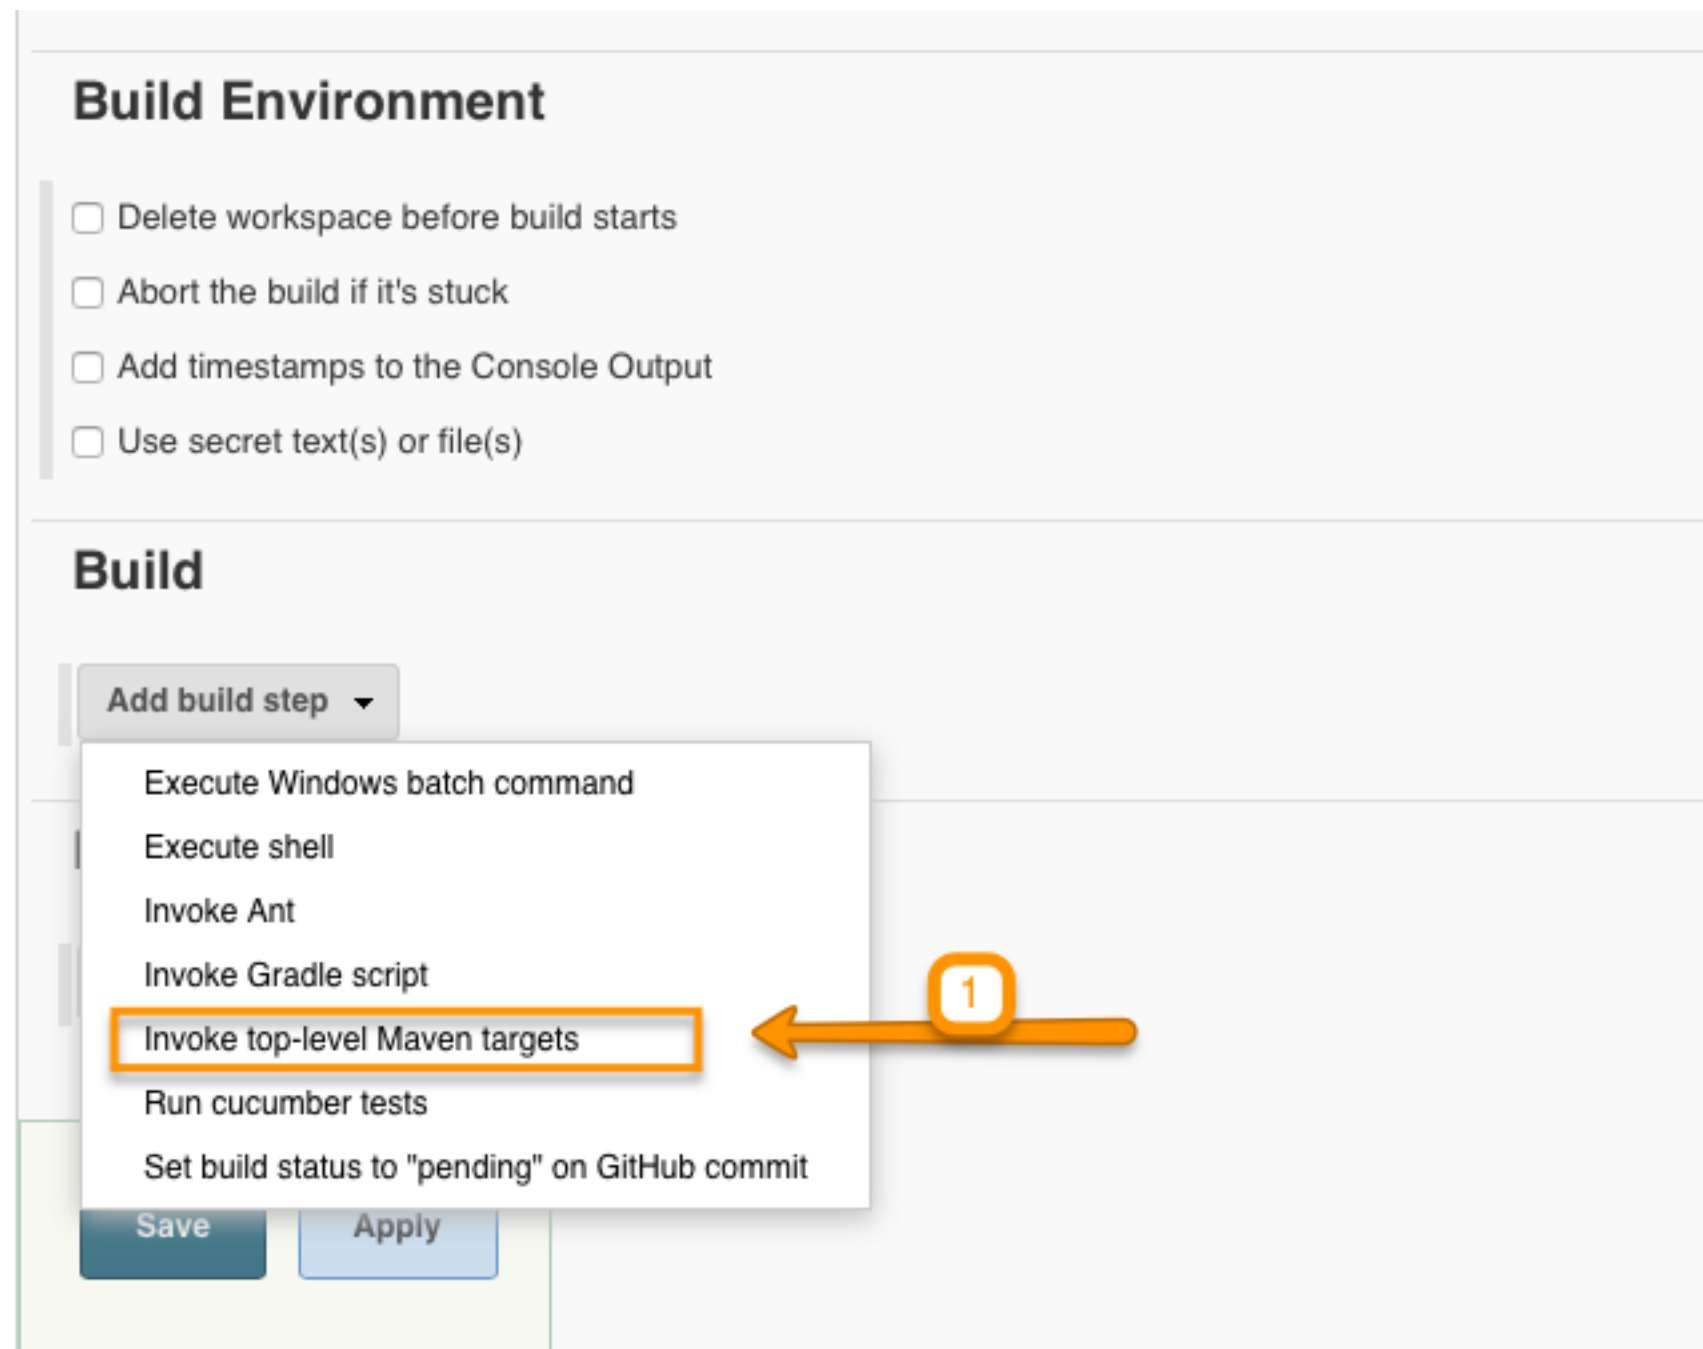 Build Environment
Delete workspace before build starts
Abort the build if it's stuck
Add timestamps to the Console Output
Use secret text(s) or file(s)
Build
Add build step
Execute Windows batch command
Execute shell
Invoke Ant
Invoke Gradle script
1
Invoke top-level Maven targets
Run cucumber tests
Set build status to "pending" on GitHub commit
Save
Apply